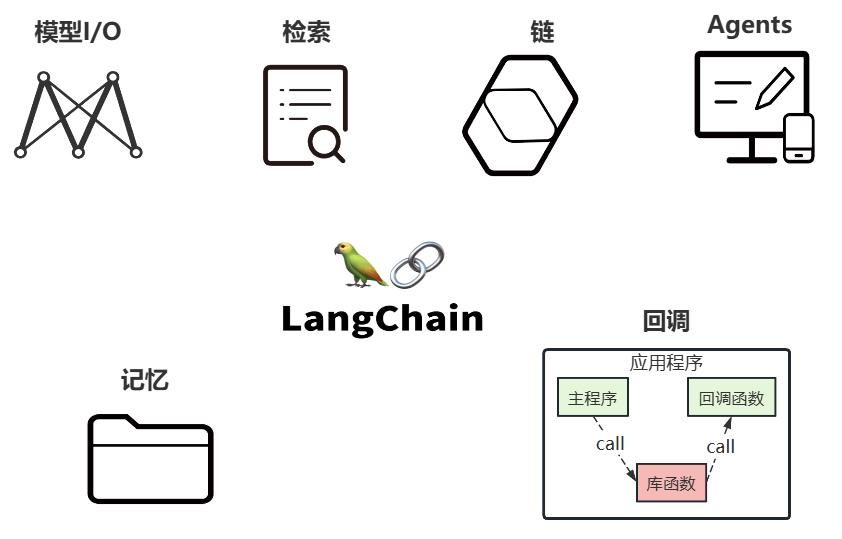 模型I/O
检索
链
Agents
LangChain
回调
应用程序
主程序
回调函数
call
call
库函数
记忆